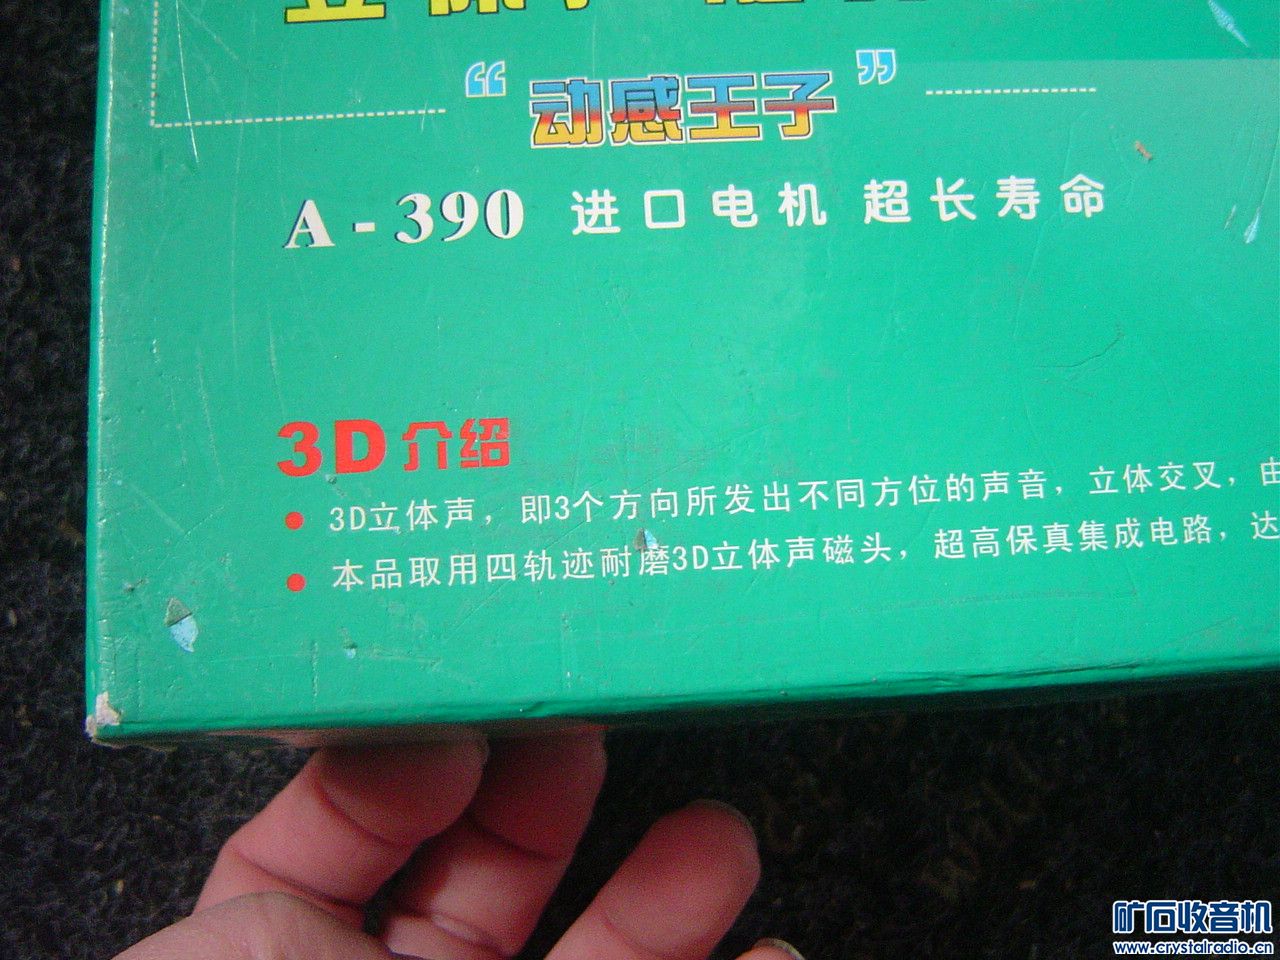 “动感王子”
A-390 进口电机 超长寿命
3D介绍
● 3D立体声，即3个方向所发出不同方位的声音，立体交叉，由
● 本品取用四轨迹耐磨3D立体声磁头，超高保真集成电路，达
矿石收音机
www.crystalradio.cn